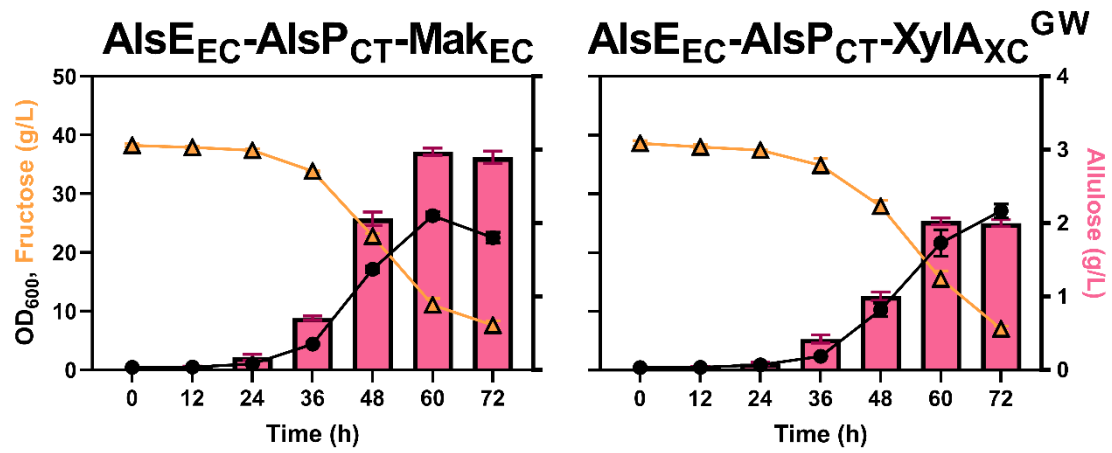 AlsE_EC-AlsP_CT-Mak_EC
AlsE_EC-AlsP_CT-XylA_XC^GW
OD600, Fructose (g/L)
50
40
30
20
10
0
0 12 24 36 48 60 72
Time (h)
0 12 24 36 48 60 72
Time (h)
4
3
2
1
0
Allulose (g/L)